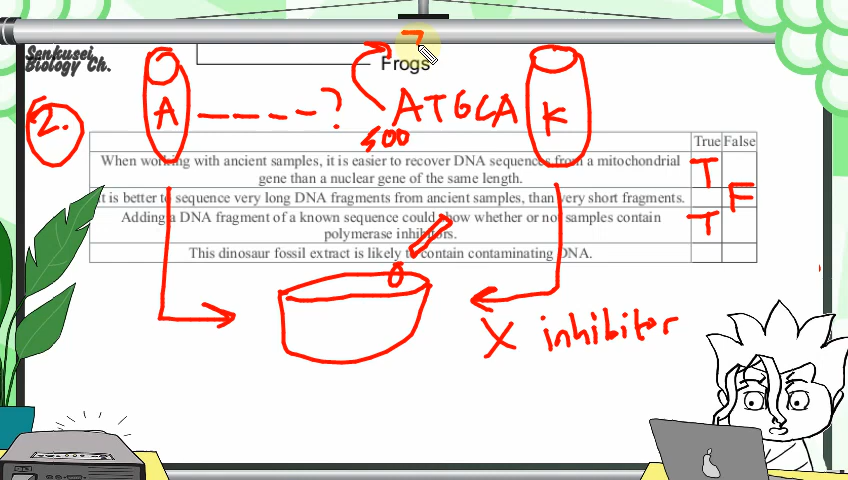 7
Senkusei
Biology Ch.
Frogs
2.
A _ _ _ _ ?
ATGCA
K
500
True False
When working with ancient samples, it is easier to recover DNA sequences from a mitochondrial
gene than a nuclear gene of the same length.
T
It is better to sequence very long DNA fragments from ancient samples, than very short fragments.
F
Adding a DNA fragment of a known sequence could show whether or not samples contain
polymerase inhibitors.
T
This dinosaur fossil extract is likely to contain contaminating DNA.
X inhibitor